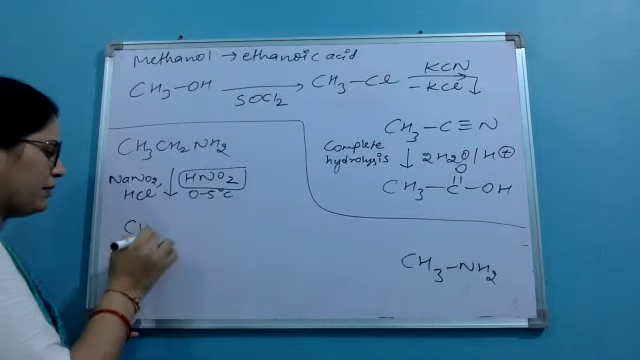 Methanol → ethanoic acid
CH3-OH → SOCl2 CH3-Cl KCN -KCl
CH3-C≡N
Complete hydrolysis ↓ 2H2O/H⊕
O
CH3-C-OH
CH3CH2NH2
NaNO2, HCl ↓ HNO2
0-5°C
CH
CH3-NH2